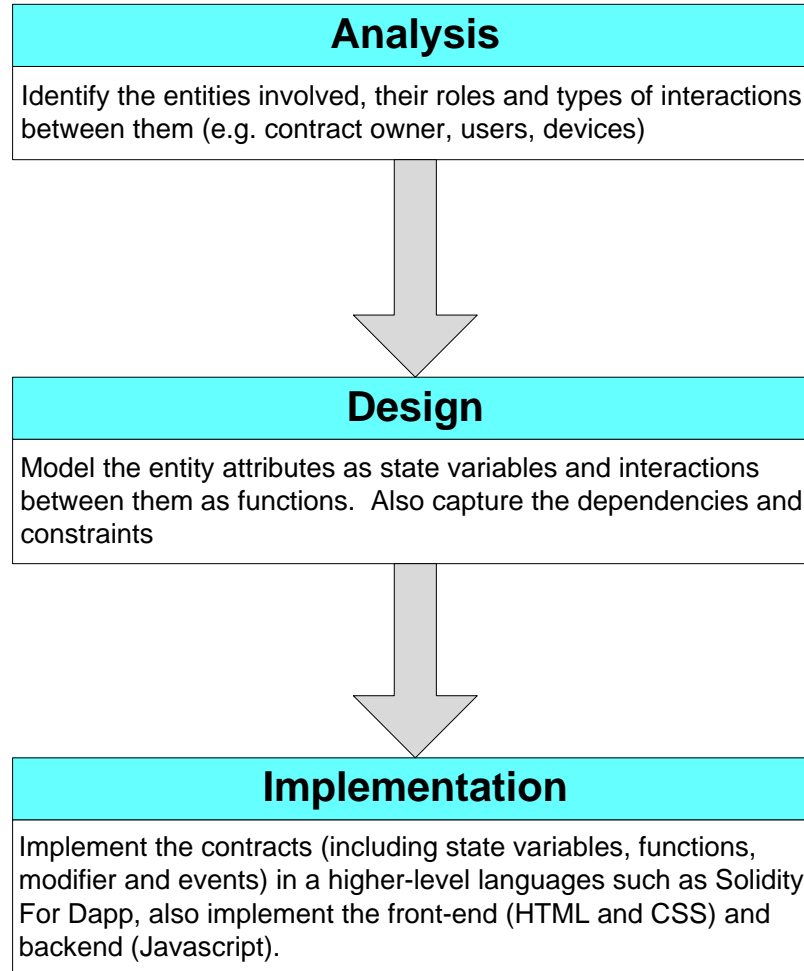 Analysis
Identify the entities involved, their roles and types of interactions
between them (e.g. contract owner, users, devices)
Design
Model the entity attributes as state variables and interactions
between them as functions.  Also capture the dependencies and
constraints
Implementation
Implement the contracts (including state variables, functions,
modifier and events) in a higher-level languages such as Solidity
For Dapp, also implement the front-end (HTML and CSS) and
backend (Javascript).